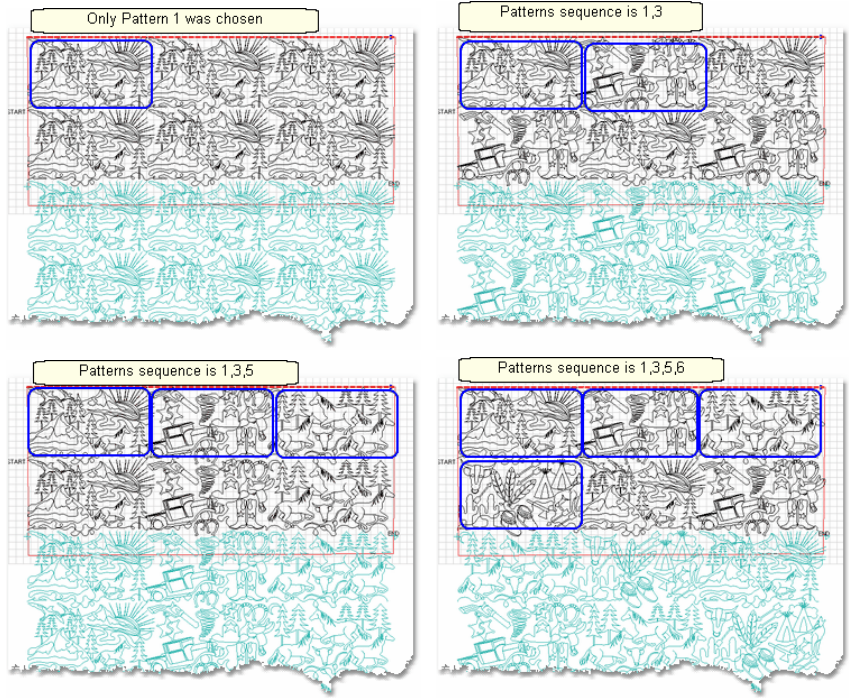 Only Pattern 1 was chosen
Patterns sequence is 1,3
START
START
END
END
Patterns sequence is 1,3,5
Patterns sequence is 1,3,5,6
START
START
END
END